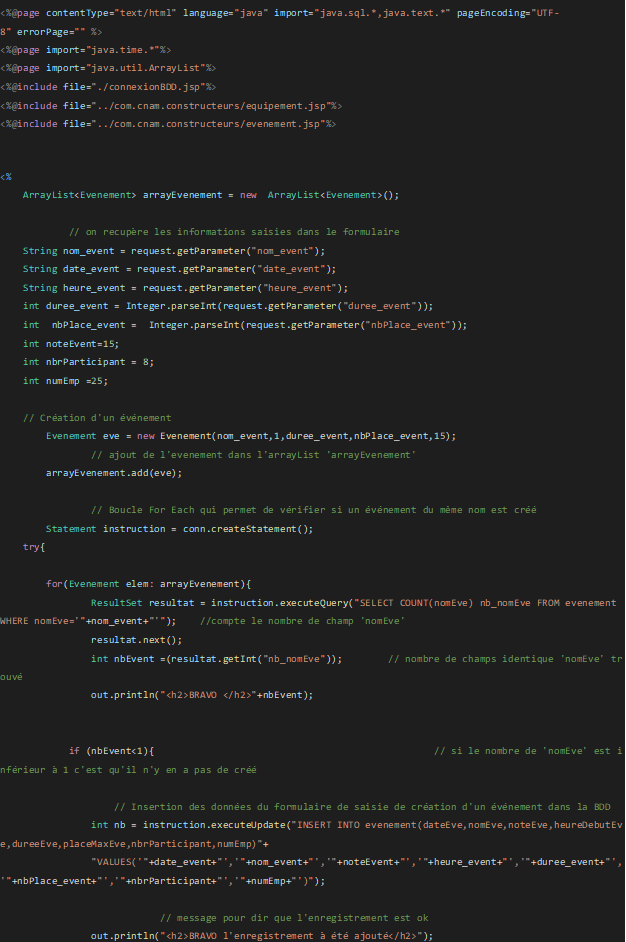 <%@page contentType="text/html" language="java" import="java.sql.*,java.text.*" pageEncoding="UTF-
8" errorPage="" %>
<%@page import="java.time.*"%>
<%@page import="java.util.ArrayList"%>
<%@include file="./connexionBDD.jsp"%>
<%@include file="../com.cnam.constructeurs/equipement.jsp"%>
<%@include file="../com.cnam.constructeurs/evenement.jsp"%>
<%
ArrayList<Evenement> arrayEvenement = new  ArrayList<Evenement>();
// on recupère les informations saisies dans le formulaire
String nom_event = request.getParameter("nom_event");
String date_event = request.getParameter("date_event");
String heure_event = request.getParameter("heure_event");
int duree_event = Integer.parseInt(request.getParameter("duree_event"));
int  nbPlace_event =  Integer.parseInt(request.getParameter("nbPlace_event"));
int noteEvent=15;
int nbrParticipant = 8;
int numEmp =25;
// Création d'un événement
Evenement eve = new Evenement(nom_event,1,duree_event,nbPlace_event,15);
// ajout de l'evenement dans l'arrayList 'arrayEvenement'
arrayEvenement.add(eve);
// Boucle For Each qui permet de vérifier si un événement du même nom est créé
Statement instruction = conn.createStatement();
try{
for(Evenement elem: arrayEvenement){
ResultSet resultat = instruction.executeQuery("SELECT COUNT(nomEve) nb_nomEve FROM evenement
WHERE nomEve='"+nom_event+"'");    //compte le nombre de champ 'nomEve'
resultat.next();
int nbEvent =(resultat.getInt("nb_nomEve"));        // nombre de champs identique 'nomEve' tr
ouvé
out.println("<h2>BRAVO </h2>"+nbEvent);
if (nbEvent<1){                                                 // si le nombre de 'nomEve' est i
nférieur à 1 c'est qu'il n'y en a pas de créé
// Insertion des données du formulaire de saisie de création d'un événement dans la BDD
int nb = instruction.executeUpdate("INSERT INTO evenement(dateEve,nomEve,noteEve,heureDebutEv
e,dureeEve,placeMaxEve,nbrParticipant,numEmp)"+
"VALUES('"+date_event+"','"+nom_event+"','"+noteEvent+"','"+heure_event+"','"+duree_event+"',
'"+nbPlace_event+"','"+nbrParticipant+"','"+numEmp+"')");
// message pour dir que l'enregistrement est ok
out.println("<h2>BRAVO l'enregistrement à été ajouté</h2>");